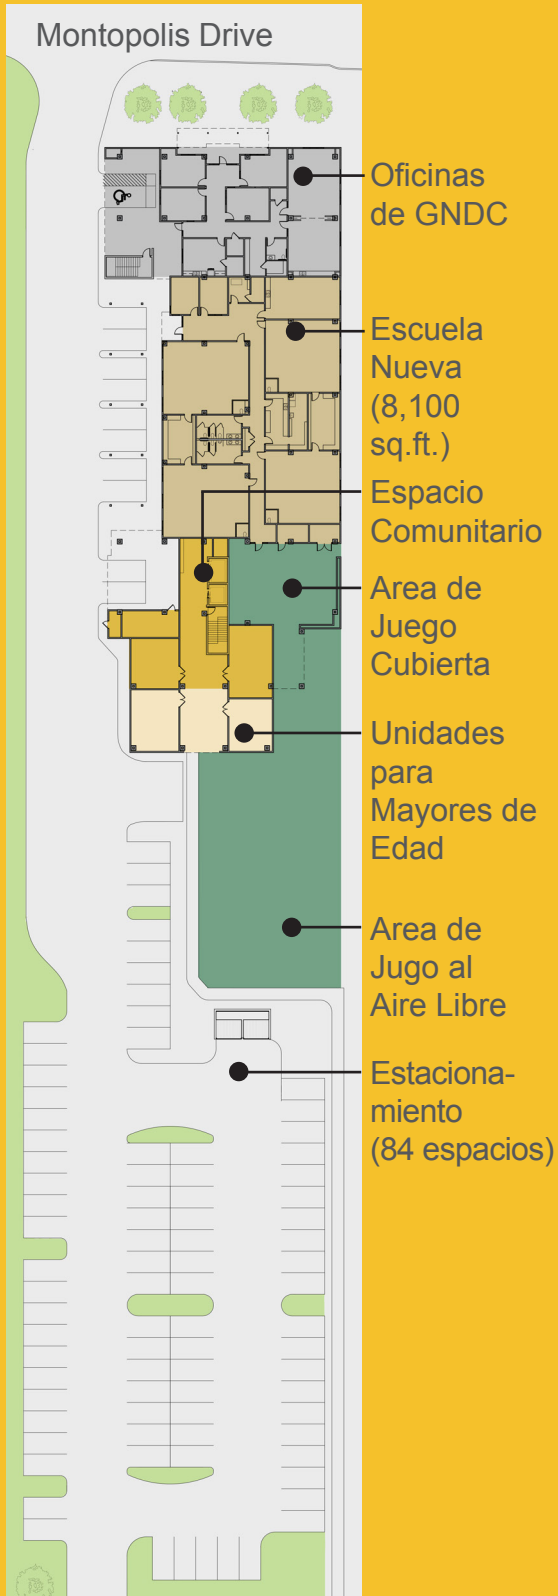 Montopolis Drive
Oficinas
de GNDC
Escuela
Nueva
(8,100
sq.ft.)
Espacio
Comunitario
Area de
Juego
Cubierta
Unidades
para
Mayores de
Edad
Area de
Jugo al
Aire Libre
Estaciona-
miento
(84 espacios)